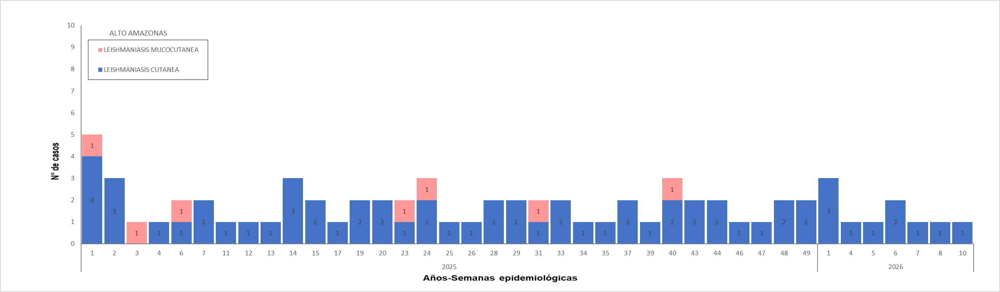 ALTO AMAZONAS
LEISHMANIASIS MUCOCUTANEA
LEISHMANIASIS CUTANEA
N° de casos
10
9
8
7
6
5
4
3
2
1
0
1 1 1 1 1 1 1
4 3 1 1 2 1 1 1 3 2 1 2 2 1 2 1 1 2 2 1 2 1 1 2 1 2 2 2 1 1 2 2 3 1 1 2 1 1 1
1 2 3 4 6 7 11 12 13 14 15 17 19 20 23 24 25 26 28 29 31 33 34 35 37 39 40 43 44 46 47 48 49 1 4 5 6 7 8 10
2025 2026
Años-Semanas epidemiológicas